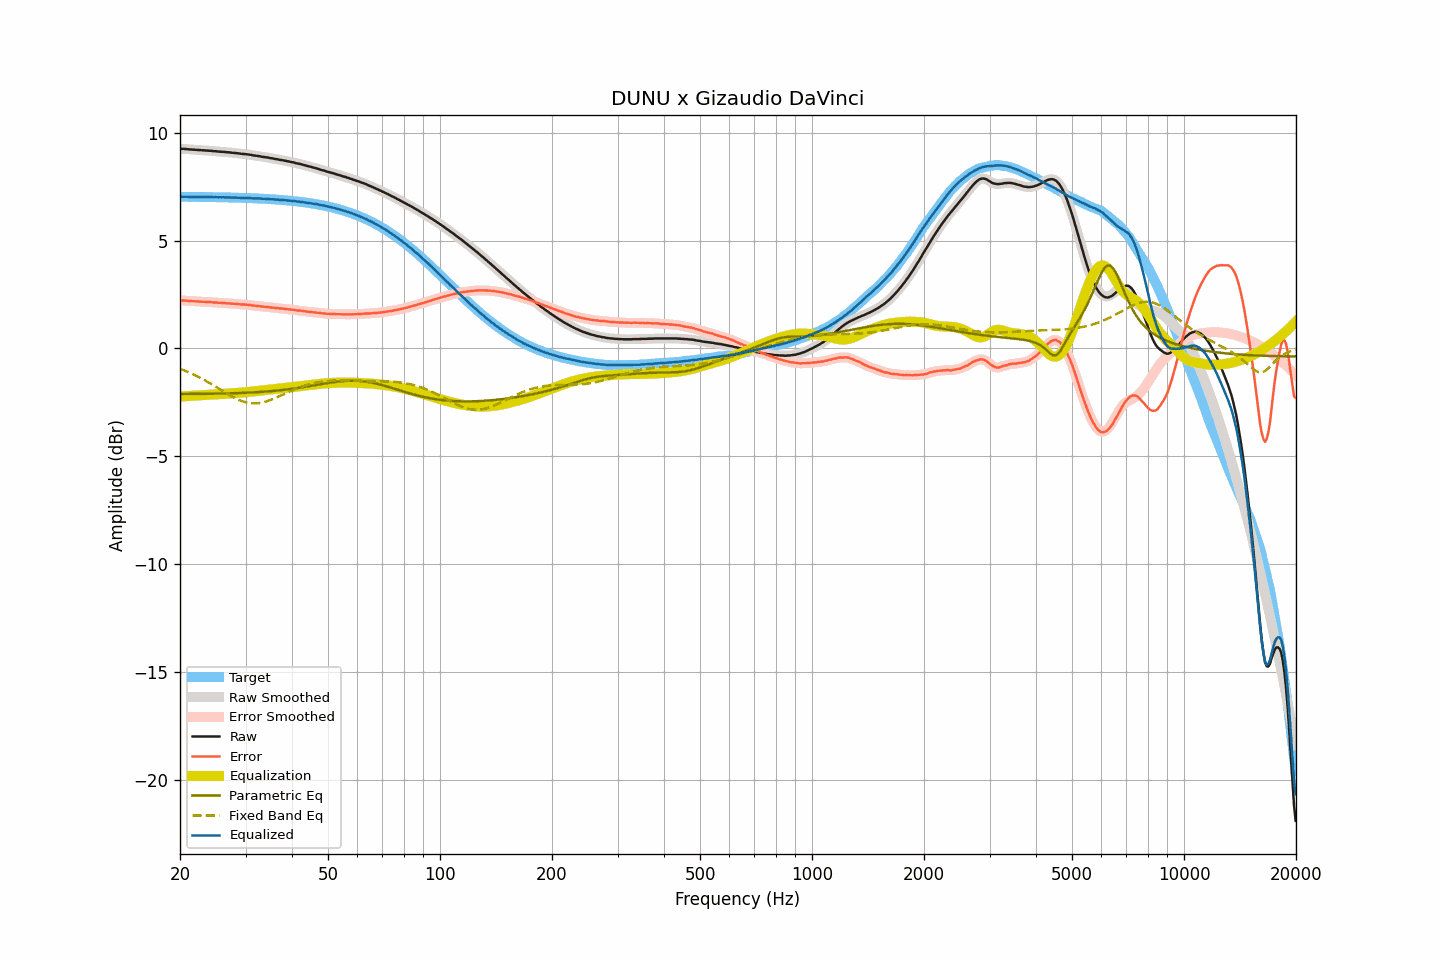 DUNU x Gizaudio DaVinci
10
5
0
−5
−10
−15
−20
Amplitude (dBr)
Target
Raw Smoothed
Error Smoothed
Raw
Error
Equalization
Parametric Eq
Fixed Band Eq
Equalized
20 50 100 200 500 1000 2000 5000 10000 20000
Frequency (Hz)